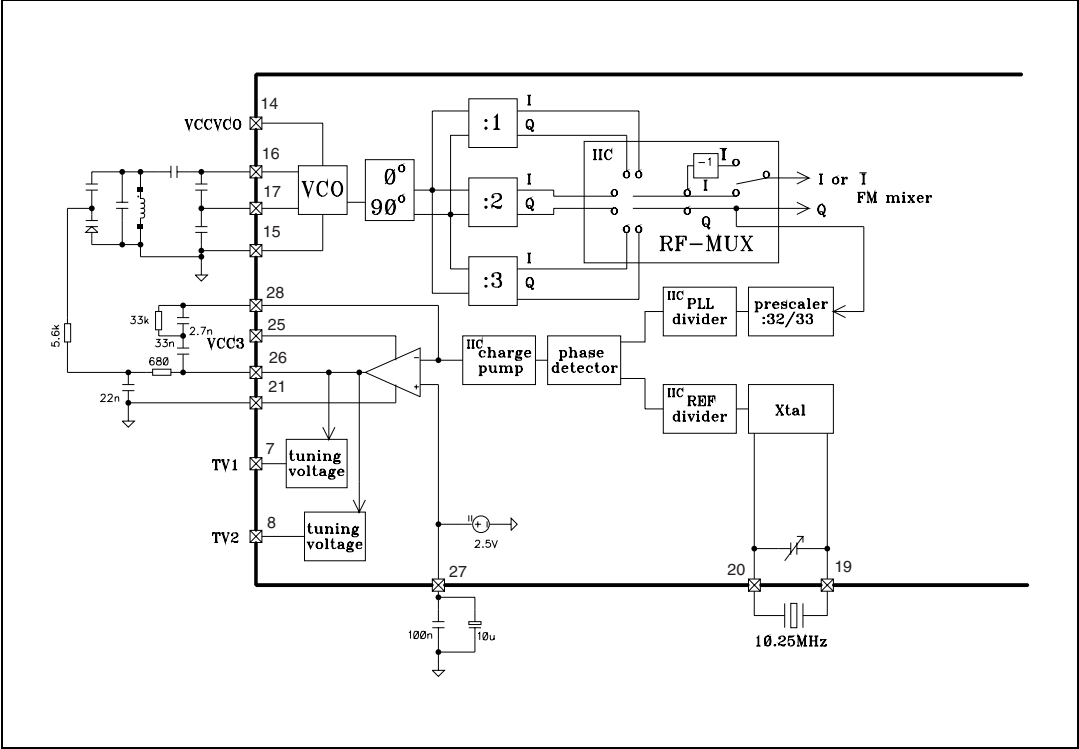 14
VCCVCO
16
17
15
VCO
0°
90°
:1
I
Q
:2
I
Q
:3
I
Q
IIC
-1
I
I
Q
RF-MUX
I or I
FM mixer
Q
28
33k
2.7n
25
VCC3
33n
5.6k
26
680
21
22n
-
+
IIC
charge
pump
phase
detector
IIC
PLL
divider
prescaler
:32/33
IIC
REF
divider
Xtal
7
TV1
tuning
voltage
8
TV2
tuning
voltage
2.5V
27
100n
10u
20
19
10.25MHz